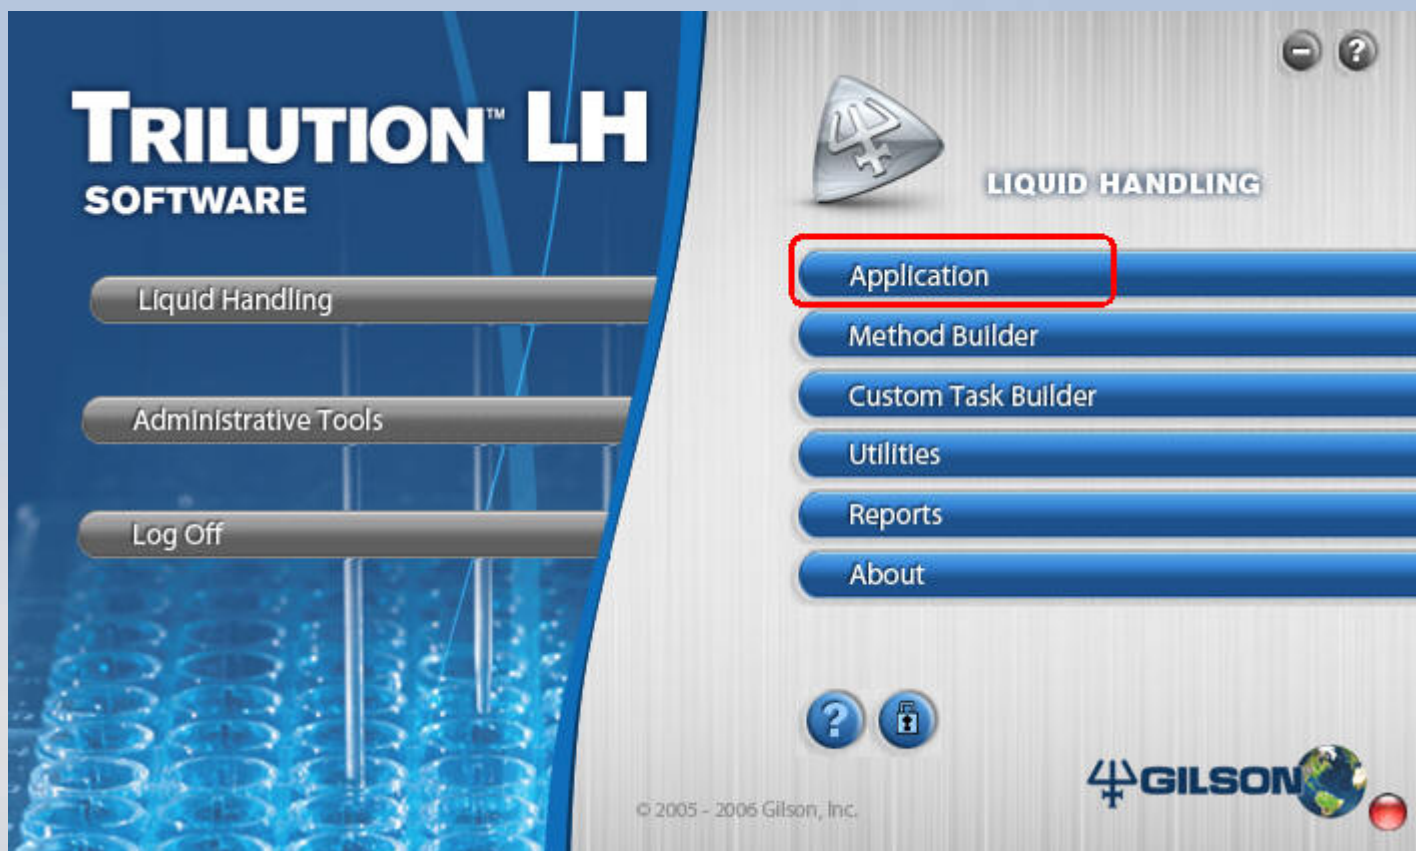 TRILUTION™ LH
SOFTWARE
Liquid Handling
Administrative Tools
Log Off
LIQUID HANDLING
Application
Method Builder
Custom Task Builder
Utilities
Reports
About
© 2005 - 2006 Gilson, Inc.
GILSON